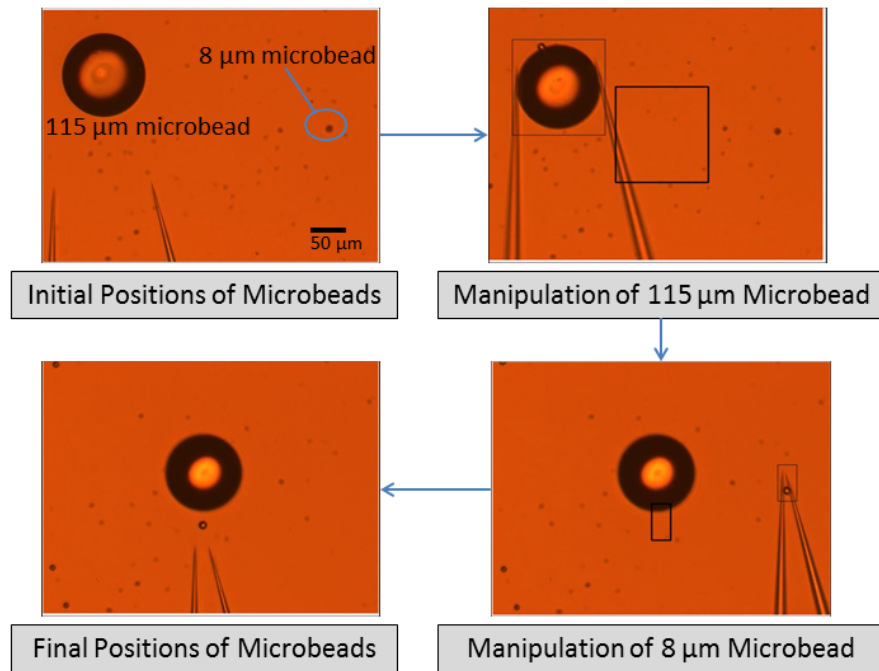 8 µm microbead
115 µm microbead
50 µm
Initial Positions of Microbeads
Manipulation of 115 µm Microbead
Final Positions of Microbeads
Manipulation of 8 µm Microbead